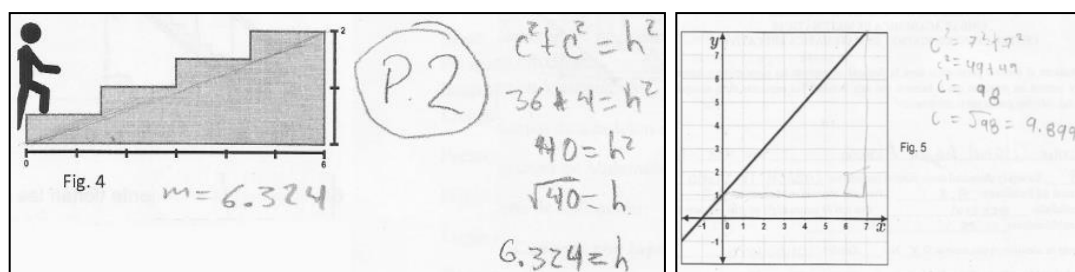 2
0
6
Fig. 4
m = 6.324
P.2
c² + c² = h²
36 + 4 = h²
40 = h²
√40 = h
6.324 = h
y
7
6
5
4
3
2
1
-1
-1 0 1 2 3 4 5 6 7
x
Fig. 5
c² = 7² + 7²
c² = 49 + 49
c² = 98
c = √98 = 9.899